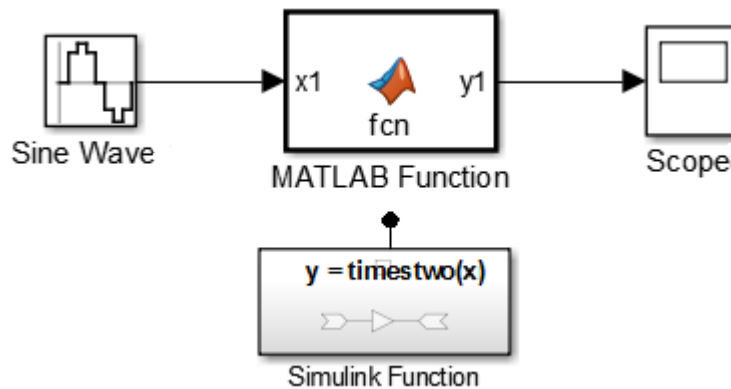 x1
y1
fcn
Sine Wave
MATLAB Function
Scope
y = timestwo(x)
Simulink Function